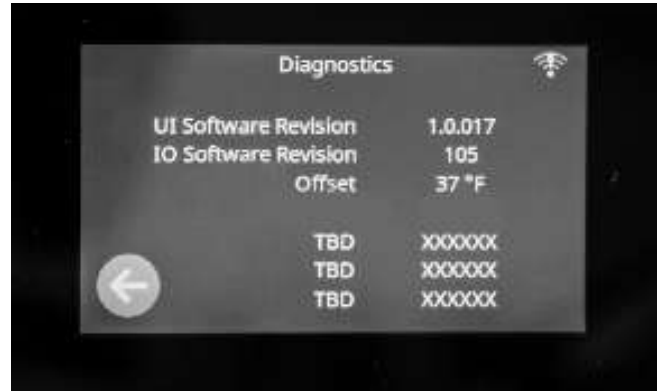 Diagnostics
UI Software Revision 1.0.017
IO Software Revision 105
Offset 37 °F
TBD XXXXXX
TBD XXXXXX
TBD XXXXXX